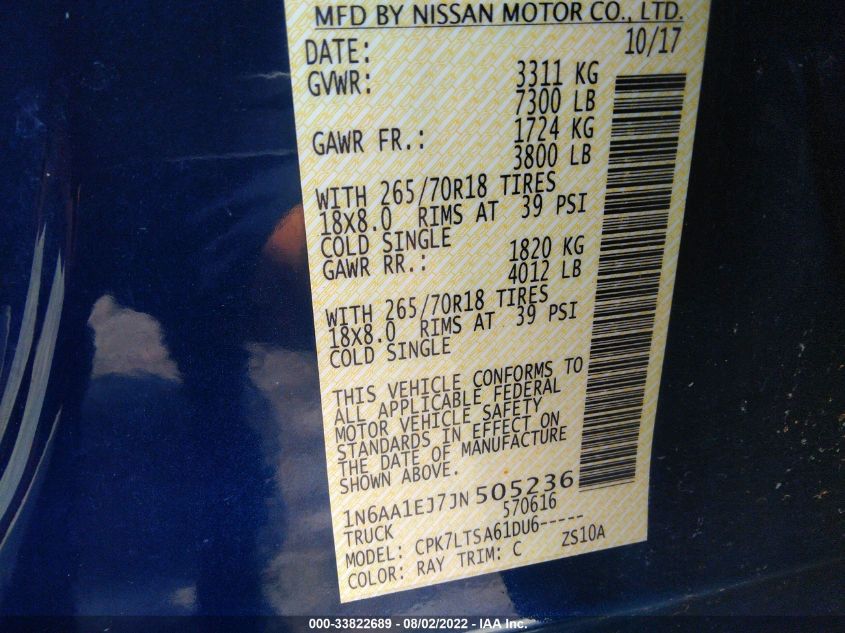 MFD BY NISSAN MOTOR CO., LTD.
DATE: 10/17
GVWR: 3311 KG
7300 LB
GAWR FR.: 1724 KG
3800 LB
WITH 265/70R18 TIRES
18X8.0 RIMS AT 39 PSI
COLD SINGLE
GAWR RR.: 1820 KG
4012 LB
WITH 265/70R18 TIRES
18X8.0 RIMS AT 39 PSI
COLD SINGLE
THIS VEHICLE CONFORMS TO
ALL APPLICABLE FEDERAL
MOTOR VEHICLE SAFETY
STANDARDS IN EFFECT ON
THE DATE OF MANUFACTURE
SHOWN ABOVE.
1N6AA1EJ7JN505236
TRUCK 570616
MODEL: CPK7LTSA61DU6-----
COLOR: RAY TRIM: C ZS10A
000-33822689 - 08/02/2022 - IAA Inc.